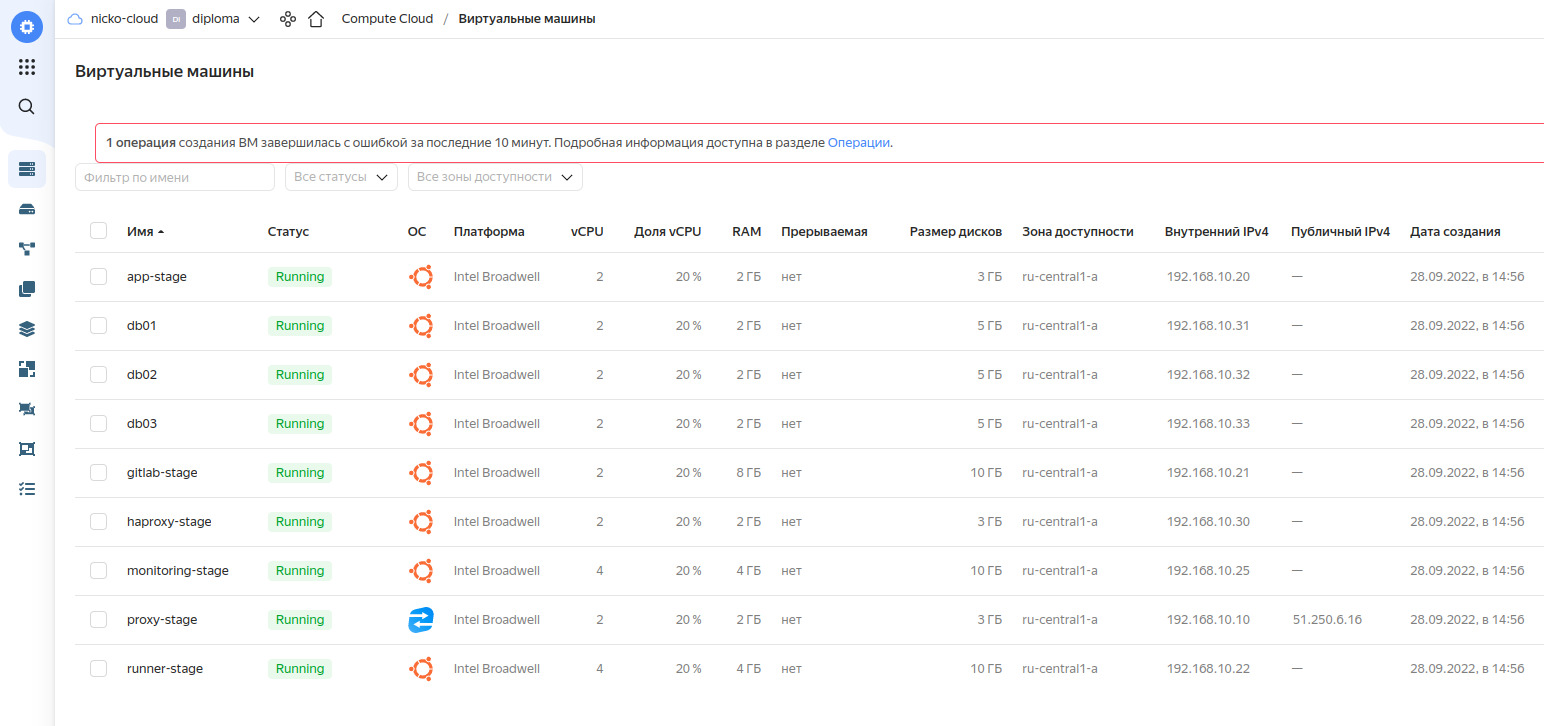 nicko-cloud DI diploma Compute Cloud / Виртуальные машины
Виртуальные машины
1 операция создания ВМ завершилась с ошибкой за последние 10 минут. Подробная информация доступна в разделе Операции.
Фильтр по имени Все статусы Все зоны доступности
Имя Статус ОС Платформа vCPU Доля vCPU RAM Прерываемая Размер дисков Зона доступности Внутренний IPv4 Публичный IPv4 Дата создания
app-stage Running Intel Broadwell 2 20 % 2 ГБ нет 3 ГБ ru-central1-a 192.168.10.20 — 28.09.2022, в 14:56
db01 Running Intel Broadwell 2 20 % 2 ГБ нет 5 ГБ ru-central1-a 192.168.10.31 — 28.09.2022, в 14:56
db02 Running Intel Broadwell 2 20 % 2 ГБ нет 5 ГБ ru-central1-a 192.168.10.32 — 28.09.2022, в 14:56
db03 Running Intel Broadwell 2 20 % 2 ГБ нет 5 ГБ ru-central1-a 192.168.10.33 — 28.09.2022, в 14:56
gitlab-stage Running Intel Broadwell 2 20 % 8 ГБ нет 10 ГБ ru-central1-a 192.168.10.21 — 28.09.2022, в 14:56
haproxy-stage Running Intel Broadwell 2 20 % 2 ГБ нет 3 ГБ ru-central1-a 192.168.10.30 — 28.09.2022, в 14:56
monitoring-stage Running Intel Broadwell 4 20 % 4 ГБ нет 10 ГБ ru-central1-a 192.168.10.25 — 28.09.2022, в 14:56
proxy-stage Running Intel Broadwell 2 20 % 2 ГБ нет 3 ГБ ru-central1-a 192.168.10.10 51.250.6.16 28.09.2022, в 14:56
runner-stage Running Intel Broadwell 4 20 % 4 ГБ нет 10 ГБ ru-central1-a 192.168.10.22 — 28.09.2022, в 14:56